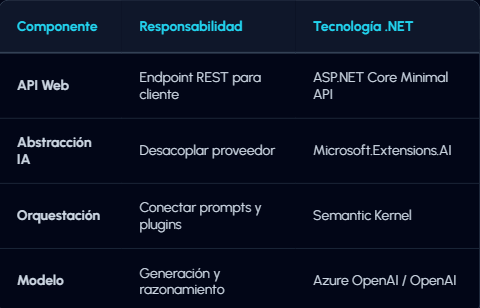 Componente Responsabilidad Tecnología .NET
API Web Endpoint REST para cliente ASP.NET Core Minimal API
Abstracción IA Desacoplar proveedor Microsoft.Extensions.AI
Orquestación Conectar prompts y plugins Semantic Kernel
Modelo Generación y razonamiento Azure OpenAI / OpenAI